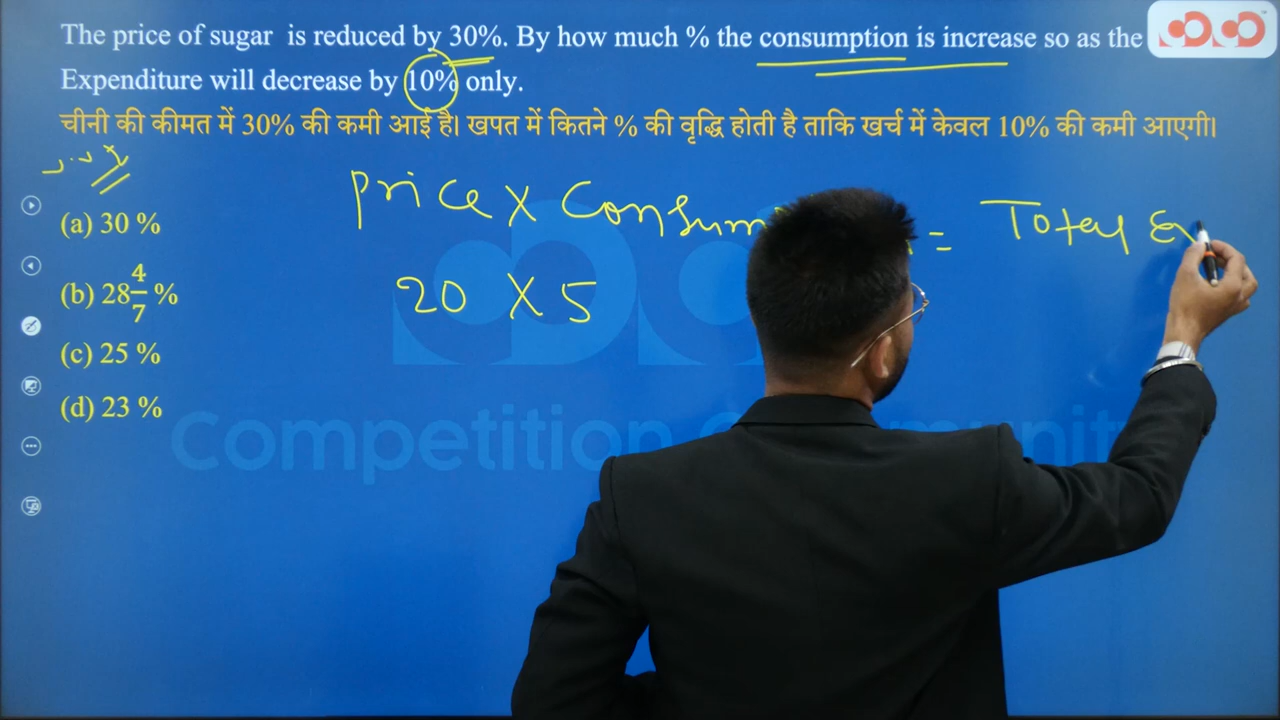 The price of sugar is reduced by 30%. By how much % the consumption is increase so as the
Expenditure will decrease by 10% only.
चीनी की कीमत में 30% की कमी आई है। खपत में कितने % की वृद्धि होती है ताकि खर्च में केवल 10% की कमी आएगी।
Price X Consum = Total Ex
(a) 30 %
20 X 5
(b) 28 4/7 %
(c) 25 %
(d) 23 %
Competition Community